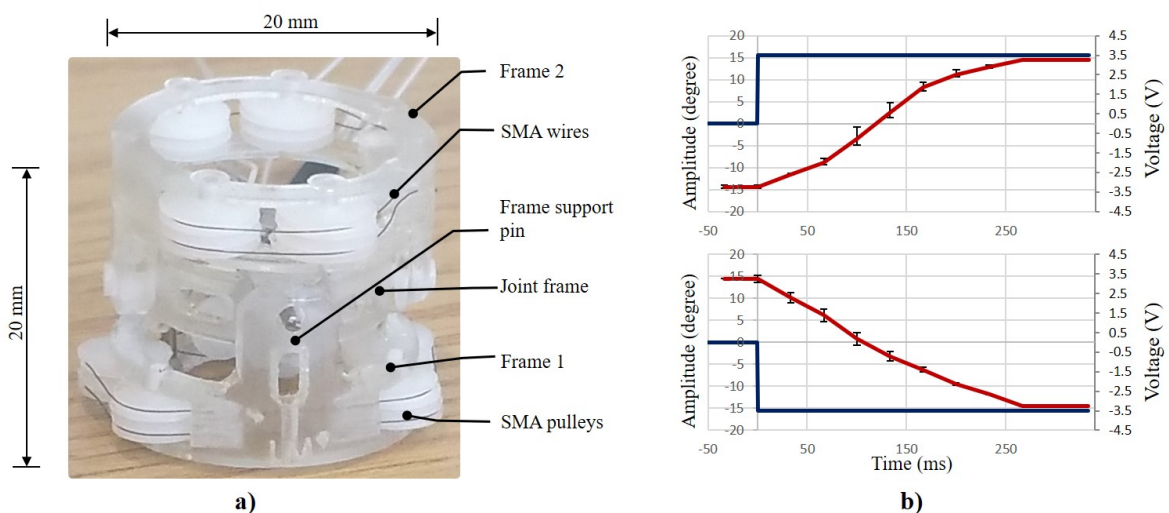 20 mm
20 mm
Frame 2
SMA wires
Frame support
pin
Joint frame
Frame 1
SMA pulleys
a)
Amplitude (degree)
20
15
10
5
0
-5
-10
-15
-20
4.5
3.5
2.5
1.5
0.5
-0.5
-1.5
-2.5
-3.5
-4.5
Voltage (V)
-50
50
150
250
Amplitude (degree)
20
15
10
5
0
-5
-10
-15
-20
4.5
3.5
2.5
1.5
0.5
-0.5
-1.5
-2.5
-3.5
-4.5
Voltage (V)
-50
50
150
250
Time (ms)
b)